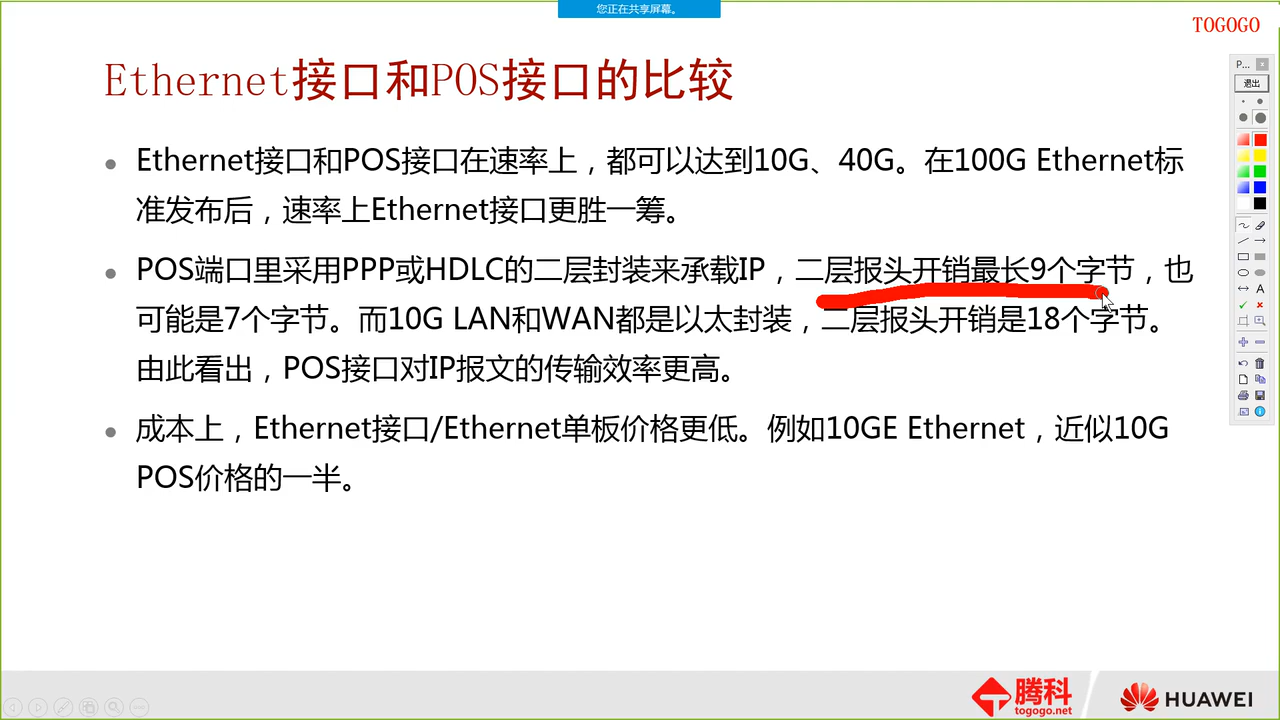 您正在共享屏幕。
TOGOGO
Ethernet接口和POS接口的比较
P...
退出
Ethernet接口和POS接口在速率上，都可以达到10G、40G。在100G Ethernet标
准发布后，速率上Ethernet接口更胜一筹。
POS端口里采用PPP或HDLC的二层封装来承载IP，二层报头开销最长9个字节，也
可能是7个字节。而10G LAN和WAN都是以太封装，二层报头开销是18个字节。
由此看出，POS接口对IP报文的传输效率更高。
成本上，Ethernet接口/Ethernet单板价格更低。例如10GE Ethernet，近似10G
POS价格的一半。
A
腾科
togogo.net
HUAWEI